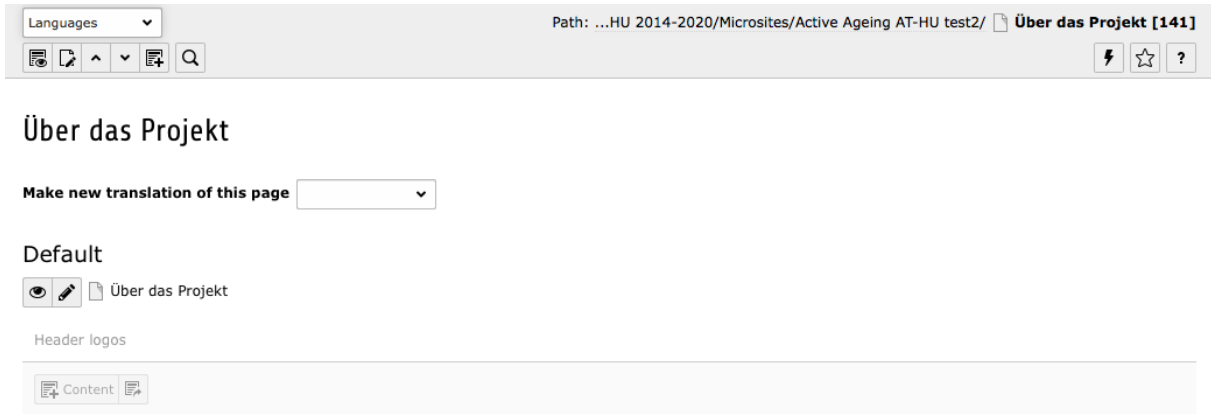 Languages
Path: ...HU 2014-2020/Microsites/Active Ageing AT-HU test2/ Über das Projekt [141]
?
Über das Projekt
Make new translation of this page
Default
Über das Projekt
Header logos
Content